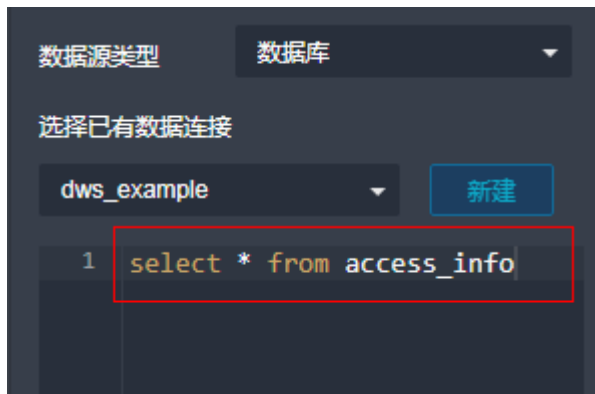 数据源类型 数据库
选择已有数据连接
dws_example 新建
1 select * from access_info